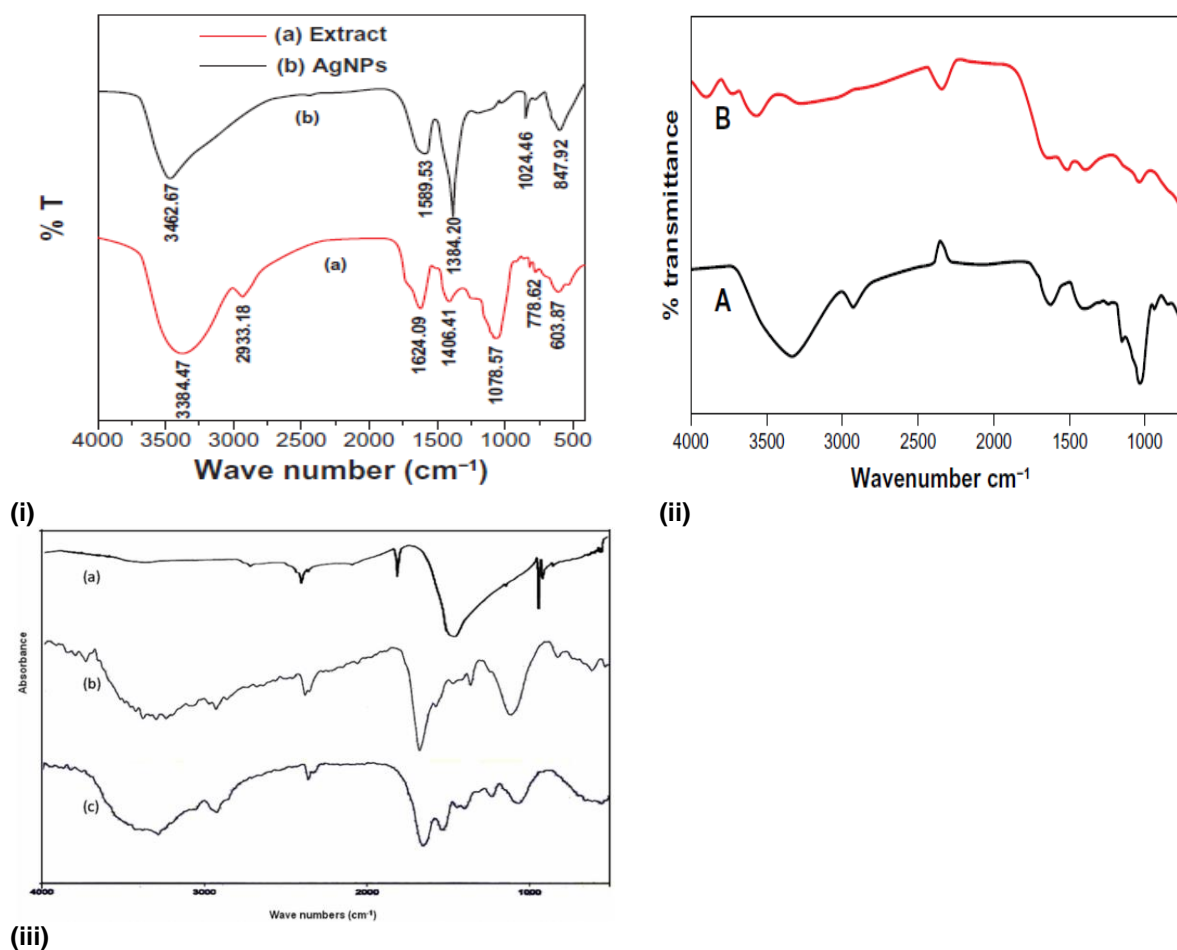 (a) Extract
(b) AgNPs
(b)
3462.67
1589.53
1384.20
1024.46
847.92
% T
(a)
3384.47
2933.18
1624.09
1406.41
1078.57
778.62
603.87
4000 3500 3000 2500 2000 1500 1000 500
Wave number (cm⁻¹)
(i)
B
A
% transmittance
4000 3500 3000 2500 2000 1500 1000
Wavenumber cm⁻¹
(ii)
(a)
(b)
(c)
Absorbance
4000 3000 2000 1000
Wave numbers (cm⁻¹)
(iii)